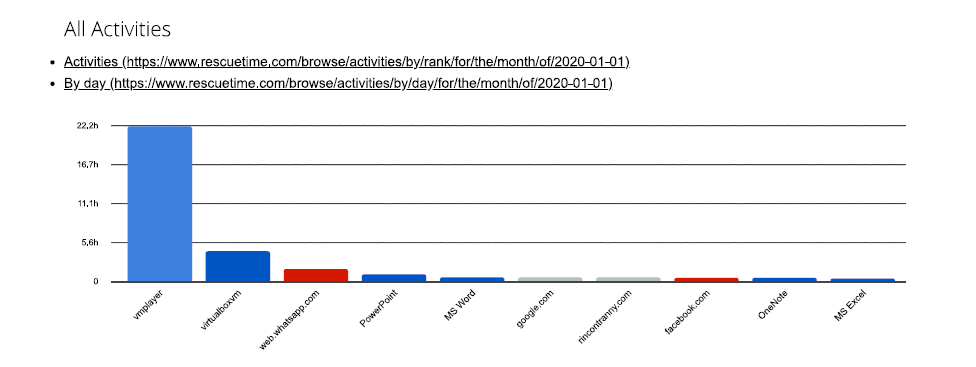 All Activities
• Activities (https://www.rescuetime.com/browse/activities/by/rank/for/the/month/of/2020-01-01)
• By day (https://www.rescuetime.com/browse/activities/by/day/for/the/month/of/2020-01-01)
22,2h
16,7h
11,1h
5,6h
0
vmplayer
virtualboxvm
web.whatsapp.com
PowerPoint
MS Word
google.com
rincontranny.com
facebook.com
OneNote
MS Excel